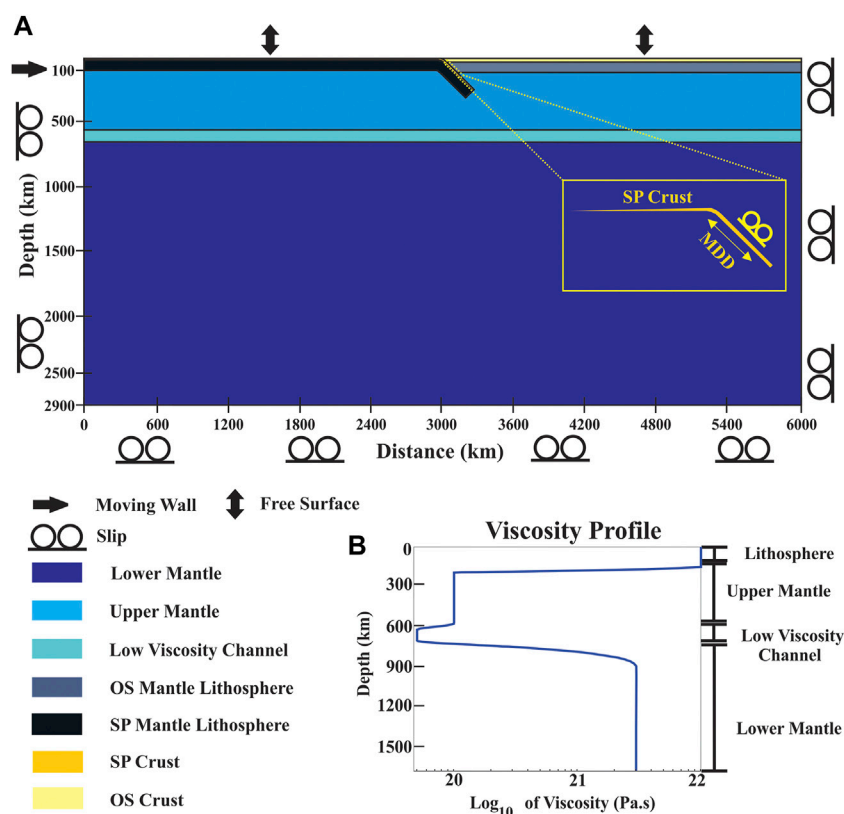 A
100
500
1000
1500
2000
2500
2900
Depth (km)
SP Crust
MDD
0 600 1200 1800 2400 3000 3600 4200 4800 5400 6000
Distance (km)
Moving Wall
Free Surface
Slip
Lower Mantle
Upper Mantle
Low Viscosity Channel
OS Mantle Lithosphere
SP Mantle Lithosphere
SP Crust
OS Crust
B
Viscosity Profile
0
300
600
900
1200
1500
Depth (km)
20 21 22
Log10 of Viscosity (Pa.s)
Lithosphere
Upper Mantle
Low Viscosity
Channel
Lower Mantle